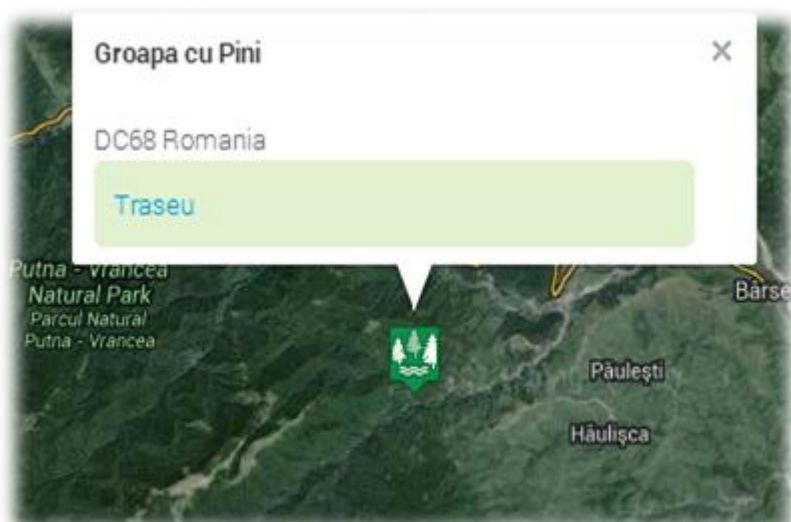 Groapa cu Pini
×
DC68 Romania
Traseu
Putna - Vrancea
Natural Park
Parcul Natural
Putna - Vrancea
Bârse
Păulești
Hăulișca